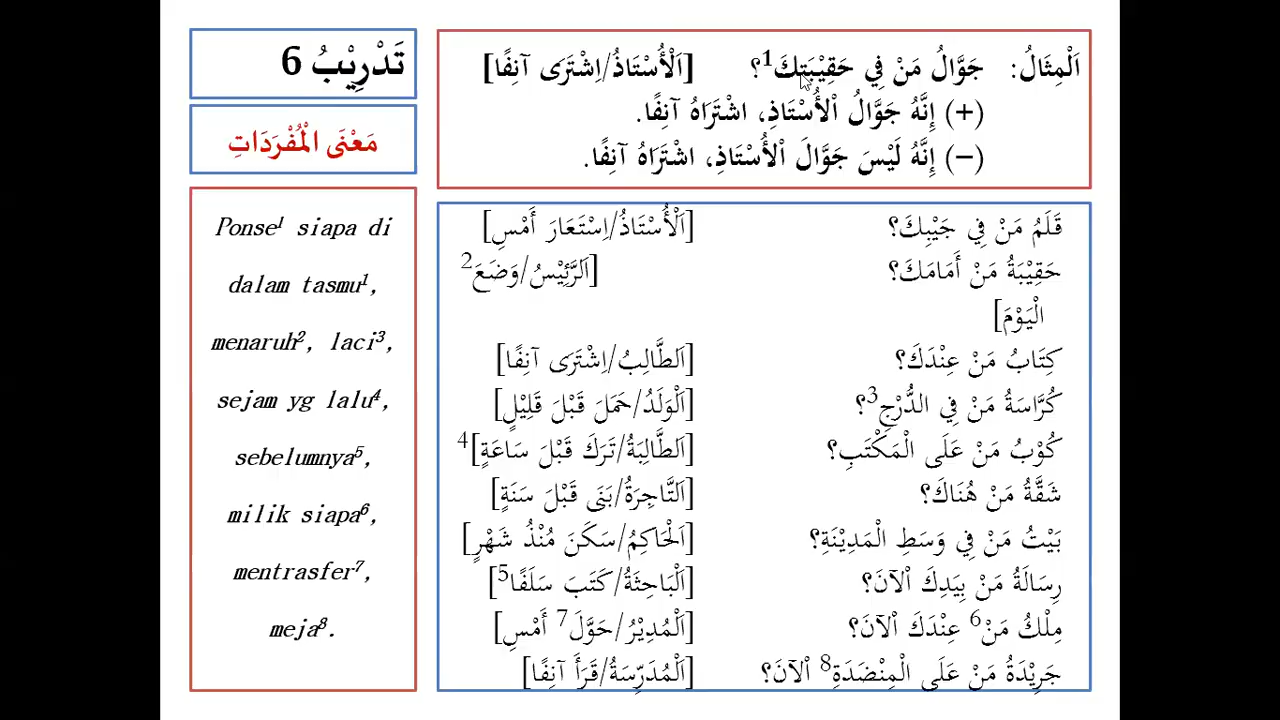 تَدْرِيْبُ 6
مَعْنَى الْمُفْرَدَاتِ
Ponse¹ siapa di
dalam tasmu¹,
menaruh², laci³,
sejam yg lalu⁴,
sebelumnya⁵,
milik siapa⁶,
mentrasfer⁷,
meja⁸.
اَلْمِثَالُ: جَوَّالُ مَنْ فِي حَقِيْبَتِكَ¹؟ [اَلْأُسْتَاذُ/اِشْتَرَى آنِفًا]
(+) إِنَّهُ جَوَّالُ الْأُسْتَاذِ، اشْتَرَاهُ آنِفًا.
(–) إِنَّهُ لَيْسَ جَوَّالَ الْأُسْتَاذِ، اشْتَرَاهُ آنِفًا.
قَلَمُ مَنْ فِي جَيْبِكَ؟ [اَلْأُسْتَاذُ/اِسْتَعَارَ أَمْسِ]
حَقِيْبَةُ مَنْ أَمَامَكَ؟ [اَلرَّئِيْسُ/وَضَعَ²
الْيَوْمَ]
كِتَابُ مَنْ عِنْدَكَ؟ [اَلطَّالِبُ/اِشْتَرَى آنِفًا]
كُرَّاسَةُ مَنْ فِي الدُّرْجِ³؟ [اَلْوَلَدُ/حَمَلَ قَبْلَ قَلِيْلٍ]
كُوْبُ مَنْ عَلَى الْمَكْتَبِ؟ [اَلطَّالِبَةُ/تَرَكَ قَبْلَ سَاعَةٍ]⁴
شَقَّةُ مَنْ هُنَاكَ؟ [اَلتَّاجِرَةُ/بَنَى قَبْلَ سَنَةٍ]
بَيْتُ مَنْ فِي وَسَطِ الْمَدِيْنَةِ؟ [اَلْحَاكِمُ/سَكَنَ مُنْذُ شَهْرٍ]
رِسَالَةُ مَنْ بِيَدِكَ الْآنَ؟ [اَلْبَاحِثَةُ/كَتَبَ سَلَفًا⁵]
مِلْكُ مَنْ⁶ عِنْدَكَ الْآنَ؟ [اَلْمُدِيْرُ/حَوَّلَ⁷ أَمْسِ]
جَرِيْدَةُ مَنْ عَلَى الْمِنْضَدَةِ⁸ الْآنَ؟ [اَلْمُدَرِّسَةُ/قَرَأَ آنِفًا]